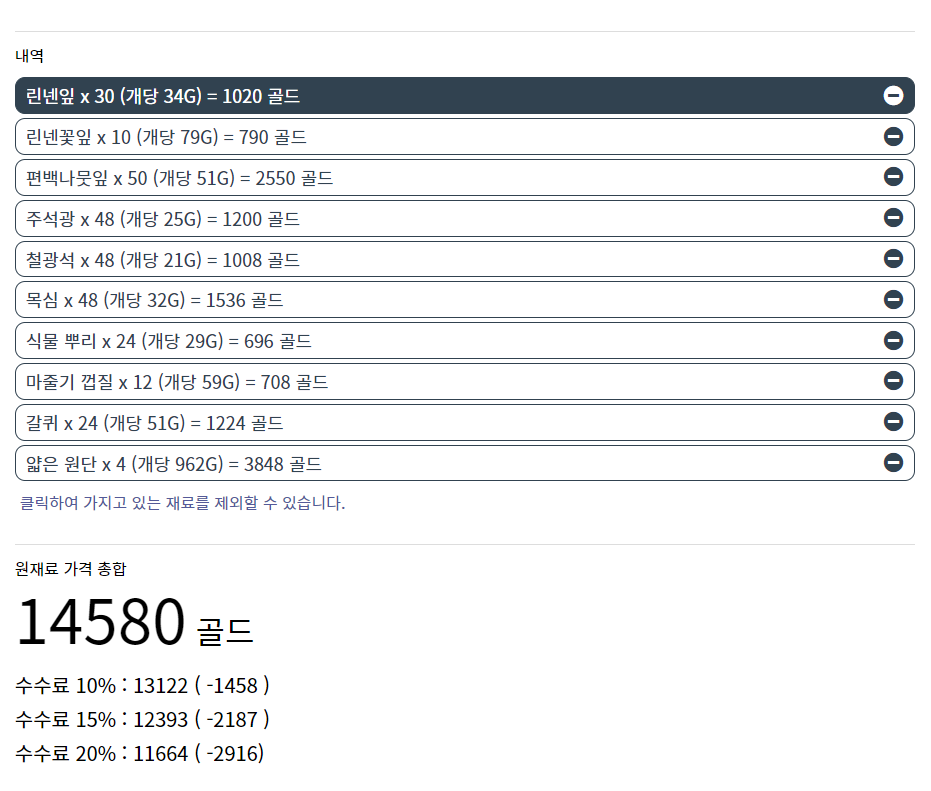 내역
린넨잎 x 30 (개당 34G) = 1020 골드
린넨꽃잎 x 10 (개당 79G) = 790 골드
편백나뭇잎 x 50 (개당 51G) = 2550 골드
주석광 x 48 (개당 25G) = 1200 골드
철광석 x 48 (개당 21G) = 1008 골드
목심 x 48 (개당 32G) = 1536 골드
식물 뿌리 x 24 (개당 29G) = 696 골드
마줄기 껍질 x 12 (개당 59G) = 708 골드
갈퀴 x 24 (개당 51G) = 1224 골드
얇은 원단 x 4 (개당 962G) = 3848 골드
클릭하여 가지고 있는 재료를 제외할 수 있습니다.
원재료 가격 총합
14580 골드
수수료 10% : 13122 ( -1458 )
수수료 15% : 12393 ( -2187 )
수수료 20% : 11664 ( -2916)